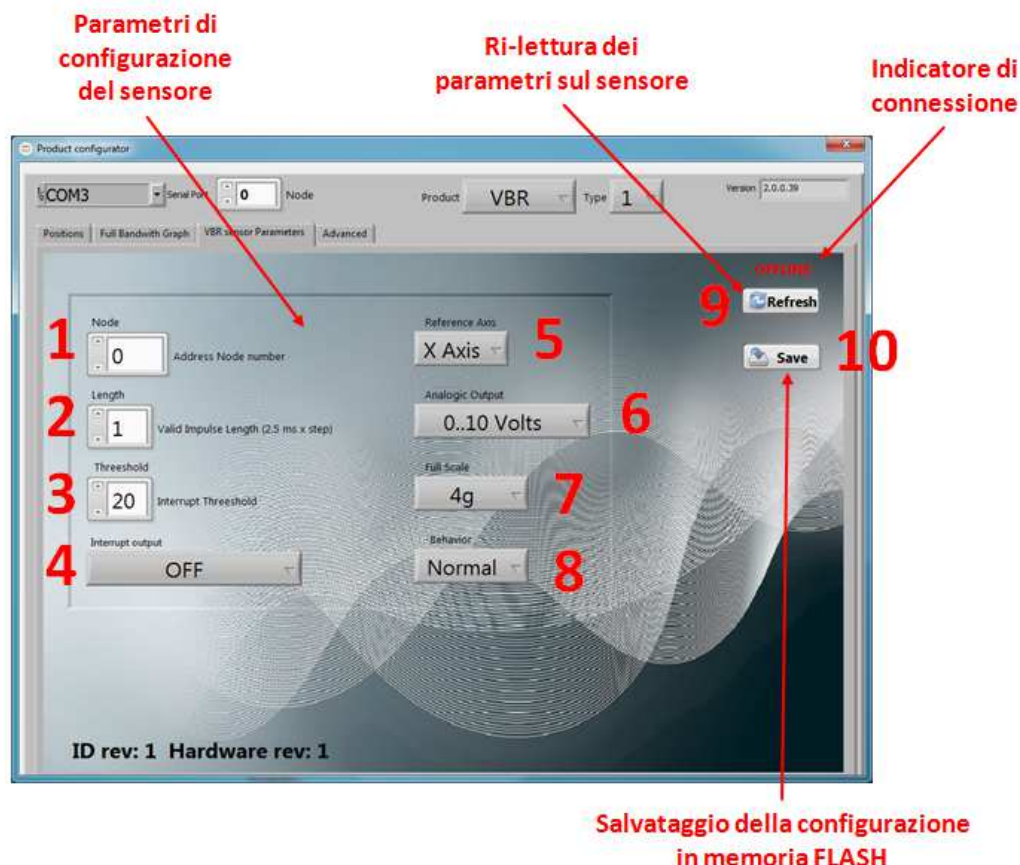 Parametri di
configurazione
del sensore
Ri-lettura dei
parametri sul sensore
Indicatore di
connessione
Product configurator
COM3 Serial Port 0 Node Product VBR Type 1 Version 2.0.0.39
Positions Full Bandwith Graph VBR sensor Parameters Advanced
OFFLINE
9 Refresh
Node Reference Axis
1 0 Address Node number X Axis 5
Save 10
Length Analogic Output
2 1 Valid Impulse Length (2.5 ms x step) 0..10 Volts 6
Threshold Full Scale
3 20 Interrupt Threshold 4g 7
Interrupt output Behavior
4 OFF Normal 8
ID rev: 1 Hardware rev: 1
Salvataggio della configurazione
in memoria FLASH